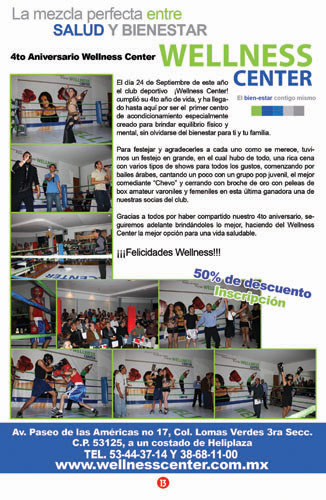 La mezcla perfecta entre
SALUD Y BIENESTAR
4to Aniversario Wellness Center
WELLNESS
CENTER
El bien-estar contigo mismo
El día 24 de Septiembre de este año
el club deportivo ¡Wellness Center!
cumplió su 4to año de vida, y ha llega-
do hasta aquí por ser el primer centro
de acondicionamiento especialmente
creado para brindar equilibrio físico y
mental, sin olvidarse del bienestar para ti y tu familia.
Para festejar y agradecerles a cada uno como se merece, tuvi-
mos un festejo en grande, en el cual hubo de todo, una rica cena
con varios tipos de shows para todos los gustos, comenzando por
bailes árabes, cantando un poco con un grupo pop juvenil, el mejor
comediante "Chevo" y cerrando con broche de oro con peleas de
box amateur varoniles y femeniles en esta última ganadora una de
nuestras socias del club.
Gracias a todos por haber compartido nuestro 4to aniversario, se-
guiremos adelante brindándoles lo mejor, haciendo del Wellness
Center la mejor opción para una vida saludable.
¡¡¡Felicidades Wellness!!!
50% de descuento
Inscripción
Av. Paseo de las Américas no 17, Col. Lomas Verdes 3ra Secc.
C.P. 53125, a un costado de Heliplaza
TEL. 53-44-37-14 Y 38-68-11-00
www.wellnesscenter.com.mx
13